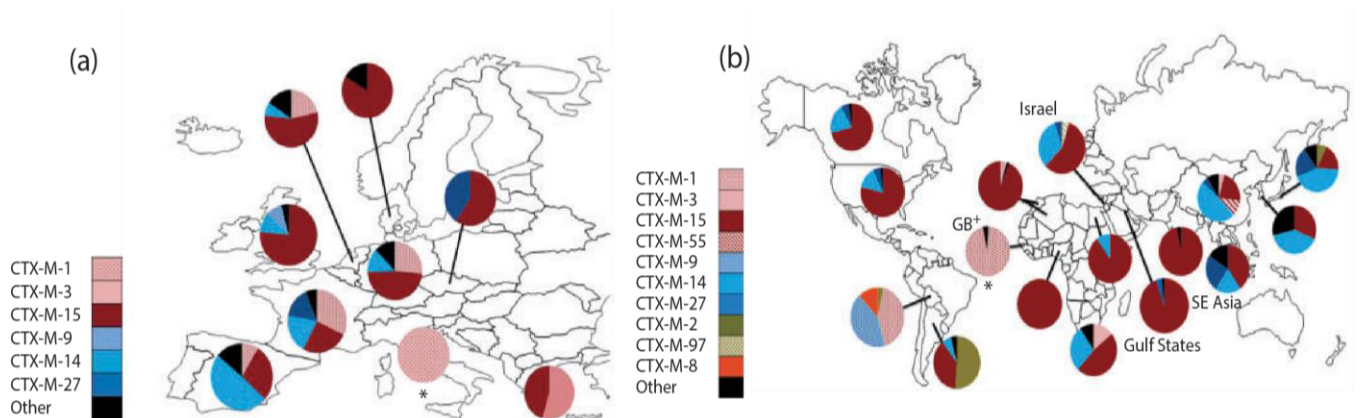 (a)
CTX-M-1
CTX-M-3
CTX-M-15
CTX-M-9
CTX-M-14
CTX-M-27
Other
*
(b)
CTX-M-1
CTX-M-3
CTX-M-15
CTX-M-55
CTX-M-9
CTX-M-14
CTX-M-27
CTX-M-2
CTX-M-97
CTX-M-8
Other
Israel
GB+
*
SE Asia
Gulf States